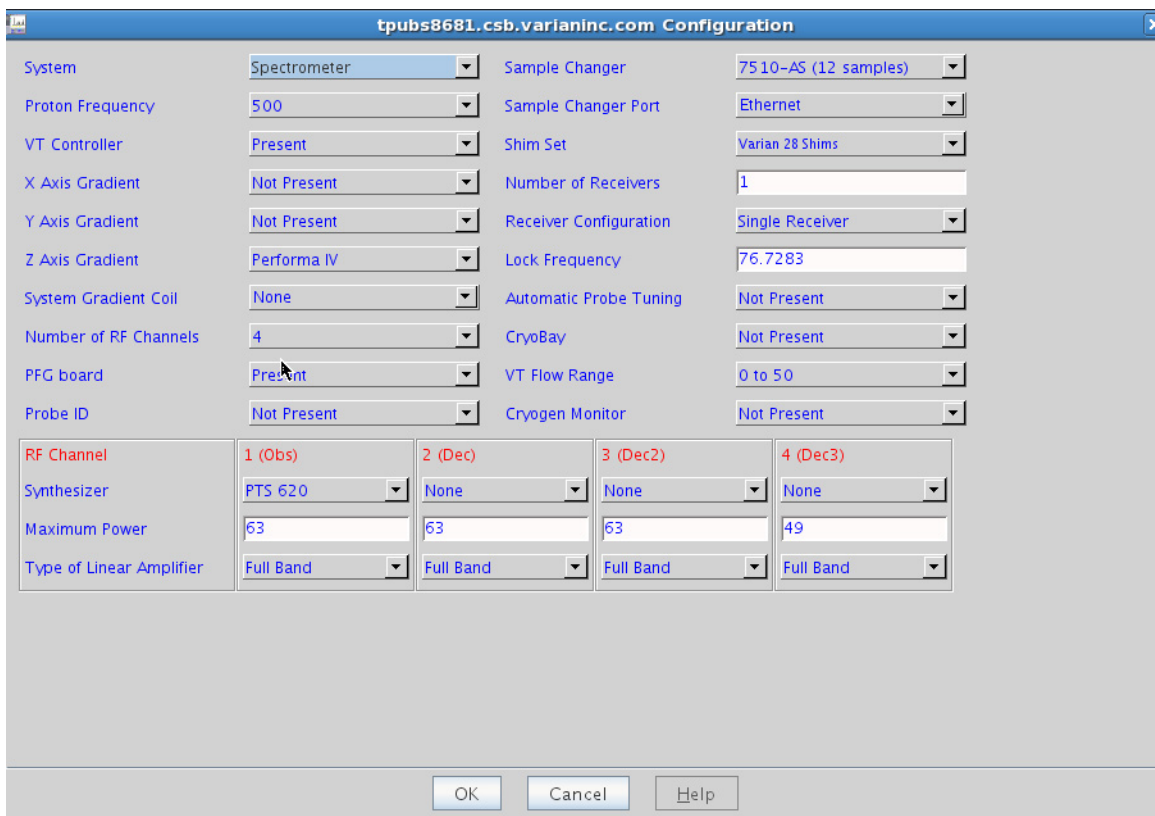 tpubs8681.csb.varianinc.com Configuration
System Spectrometer Sample Changer 7510-AS (12 samples)
Proton Frequency 500 Sample Changer Port Ethernet
VT Controller Present Shim Set Varian 28 Shims
X Axis Gradient Not Present Number of Receivers 1
Y Axis Gradient Not Present Receiver Configuration Single Receiver
Z Axis Gradient Performa IV Lock Frequency 76.7283
System Gradient Coil None Automatic Probe Tuning Not Present
Number of RF Channels 4 CryoBay Not Present
PFG board Present VT Flow Range 0 to 50
Probe ID Not Present Cryogen Monitor Not Present
RF Channel 1 (Obs) 2 (Dec) 3 (Dec2) 4 (Dec3)
Synthesizer PTS 620 None None None
Maximum Power 63 63 63 49
Type of Linear Amplifier Full Band Full Band Full Band Full Band
OK Cancel Help